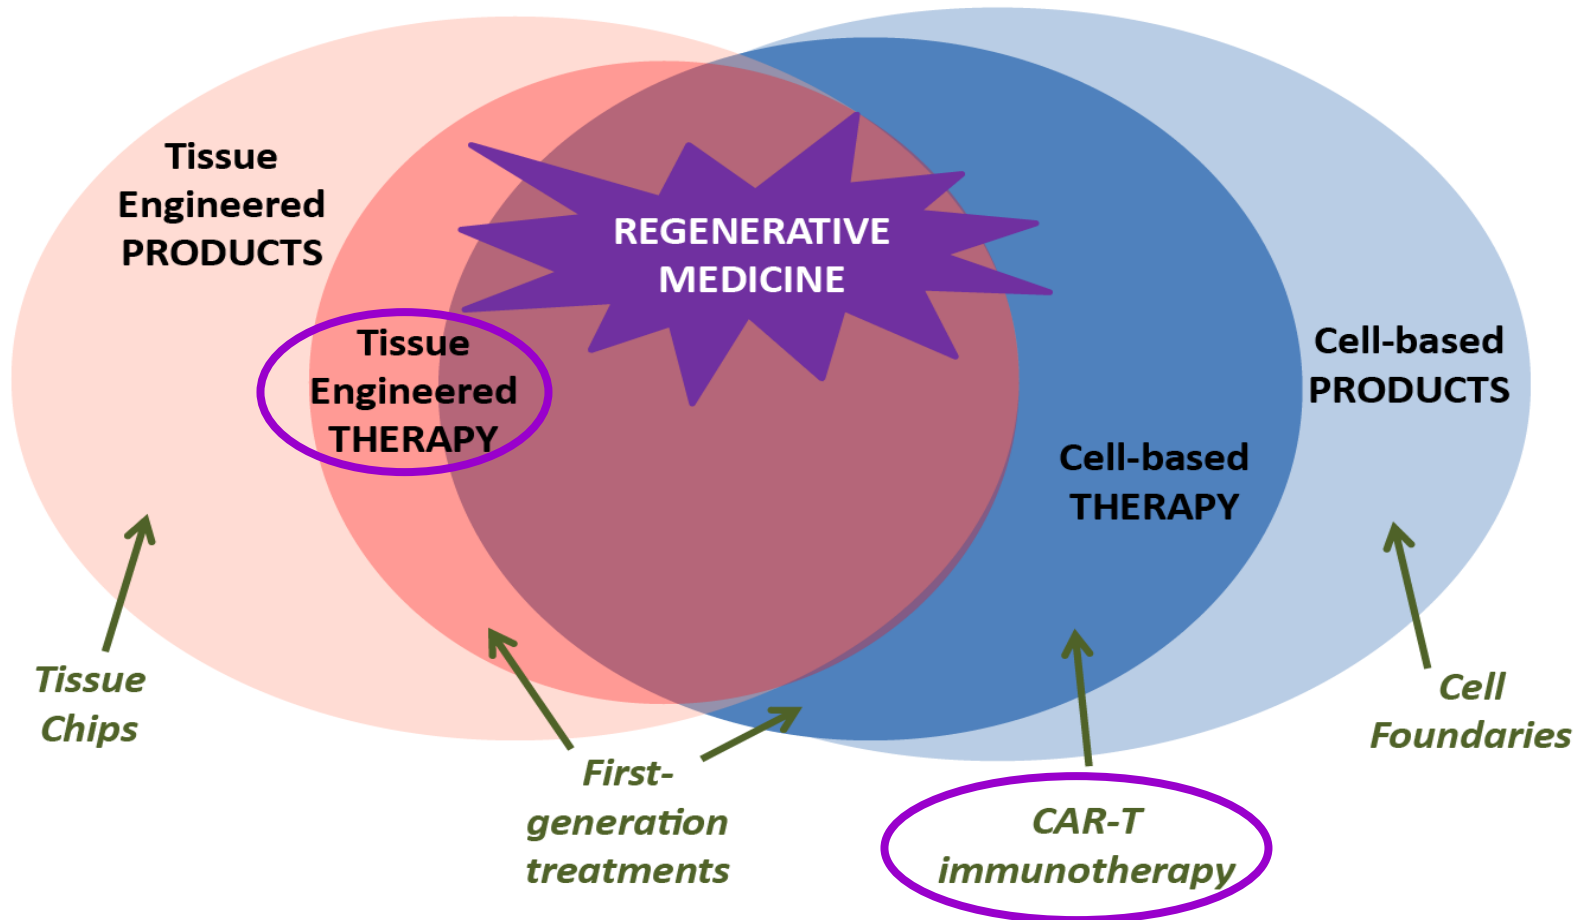 Tissue
Engineered
PRODUCTS
REGENERATIVE
MEDICINE
Tissue
Engineered
THERAPY
Cell-based
PRODUCTS
Cell-based
THERAPY
Tissue
Chips
First-
generation
treatments
CAR-T
immunotherapy
Cell
Foundaries